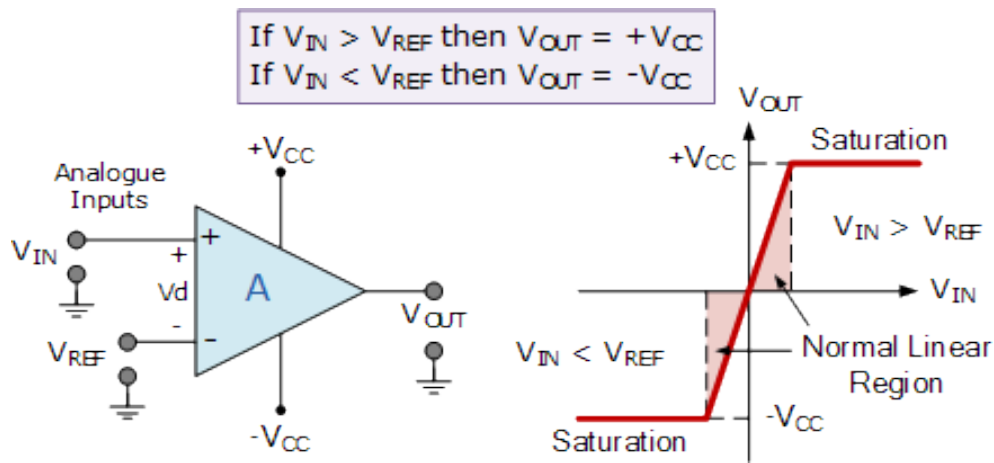 If VIN > VREF then VOUT = +VCC
If VIN < VREF then VOUT = -VCC
+VCC
Analogue
Inputs
VIN
+
+
Vd
A
-
-
VREF
VOUT
-VCC
VOUT
Saturation
+VCC
VIN > VREF
VIN
VIN < VREF
Normal Linear
Region
-VCC
Saturation